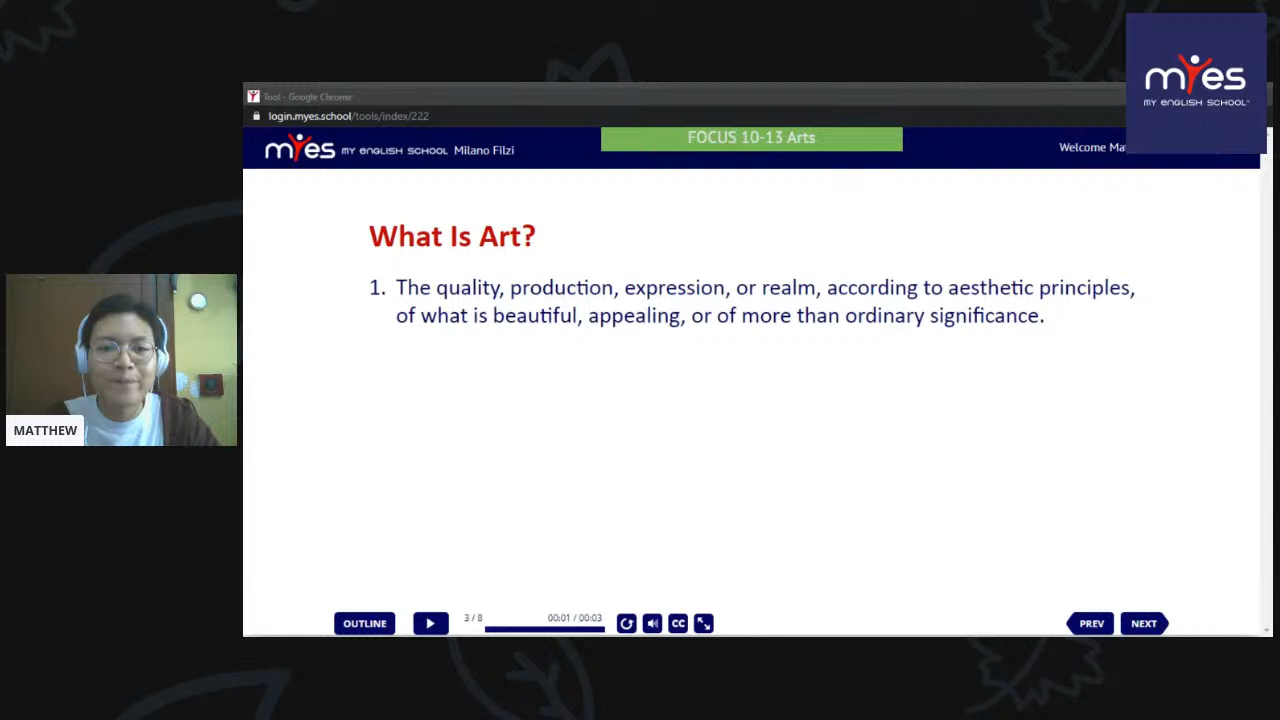 myes
MY ENGLISH SCHOOL
Tool - Google Chrome
login.myes.school/tools/index/222
myes MY ENGLISH SCHOOL Milano Filzi
FOCUS 10-13 Arts
Welcome Mat
What Is Art?
1. The quality, production, expression, or realm, according to aesthetic principles,
of what is beautiful, appealing, or of more than ordinary significance.
MATTHEW
OUTLINE
3 / 8
00:01 / 00:03
CC
PREV
NEXT